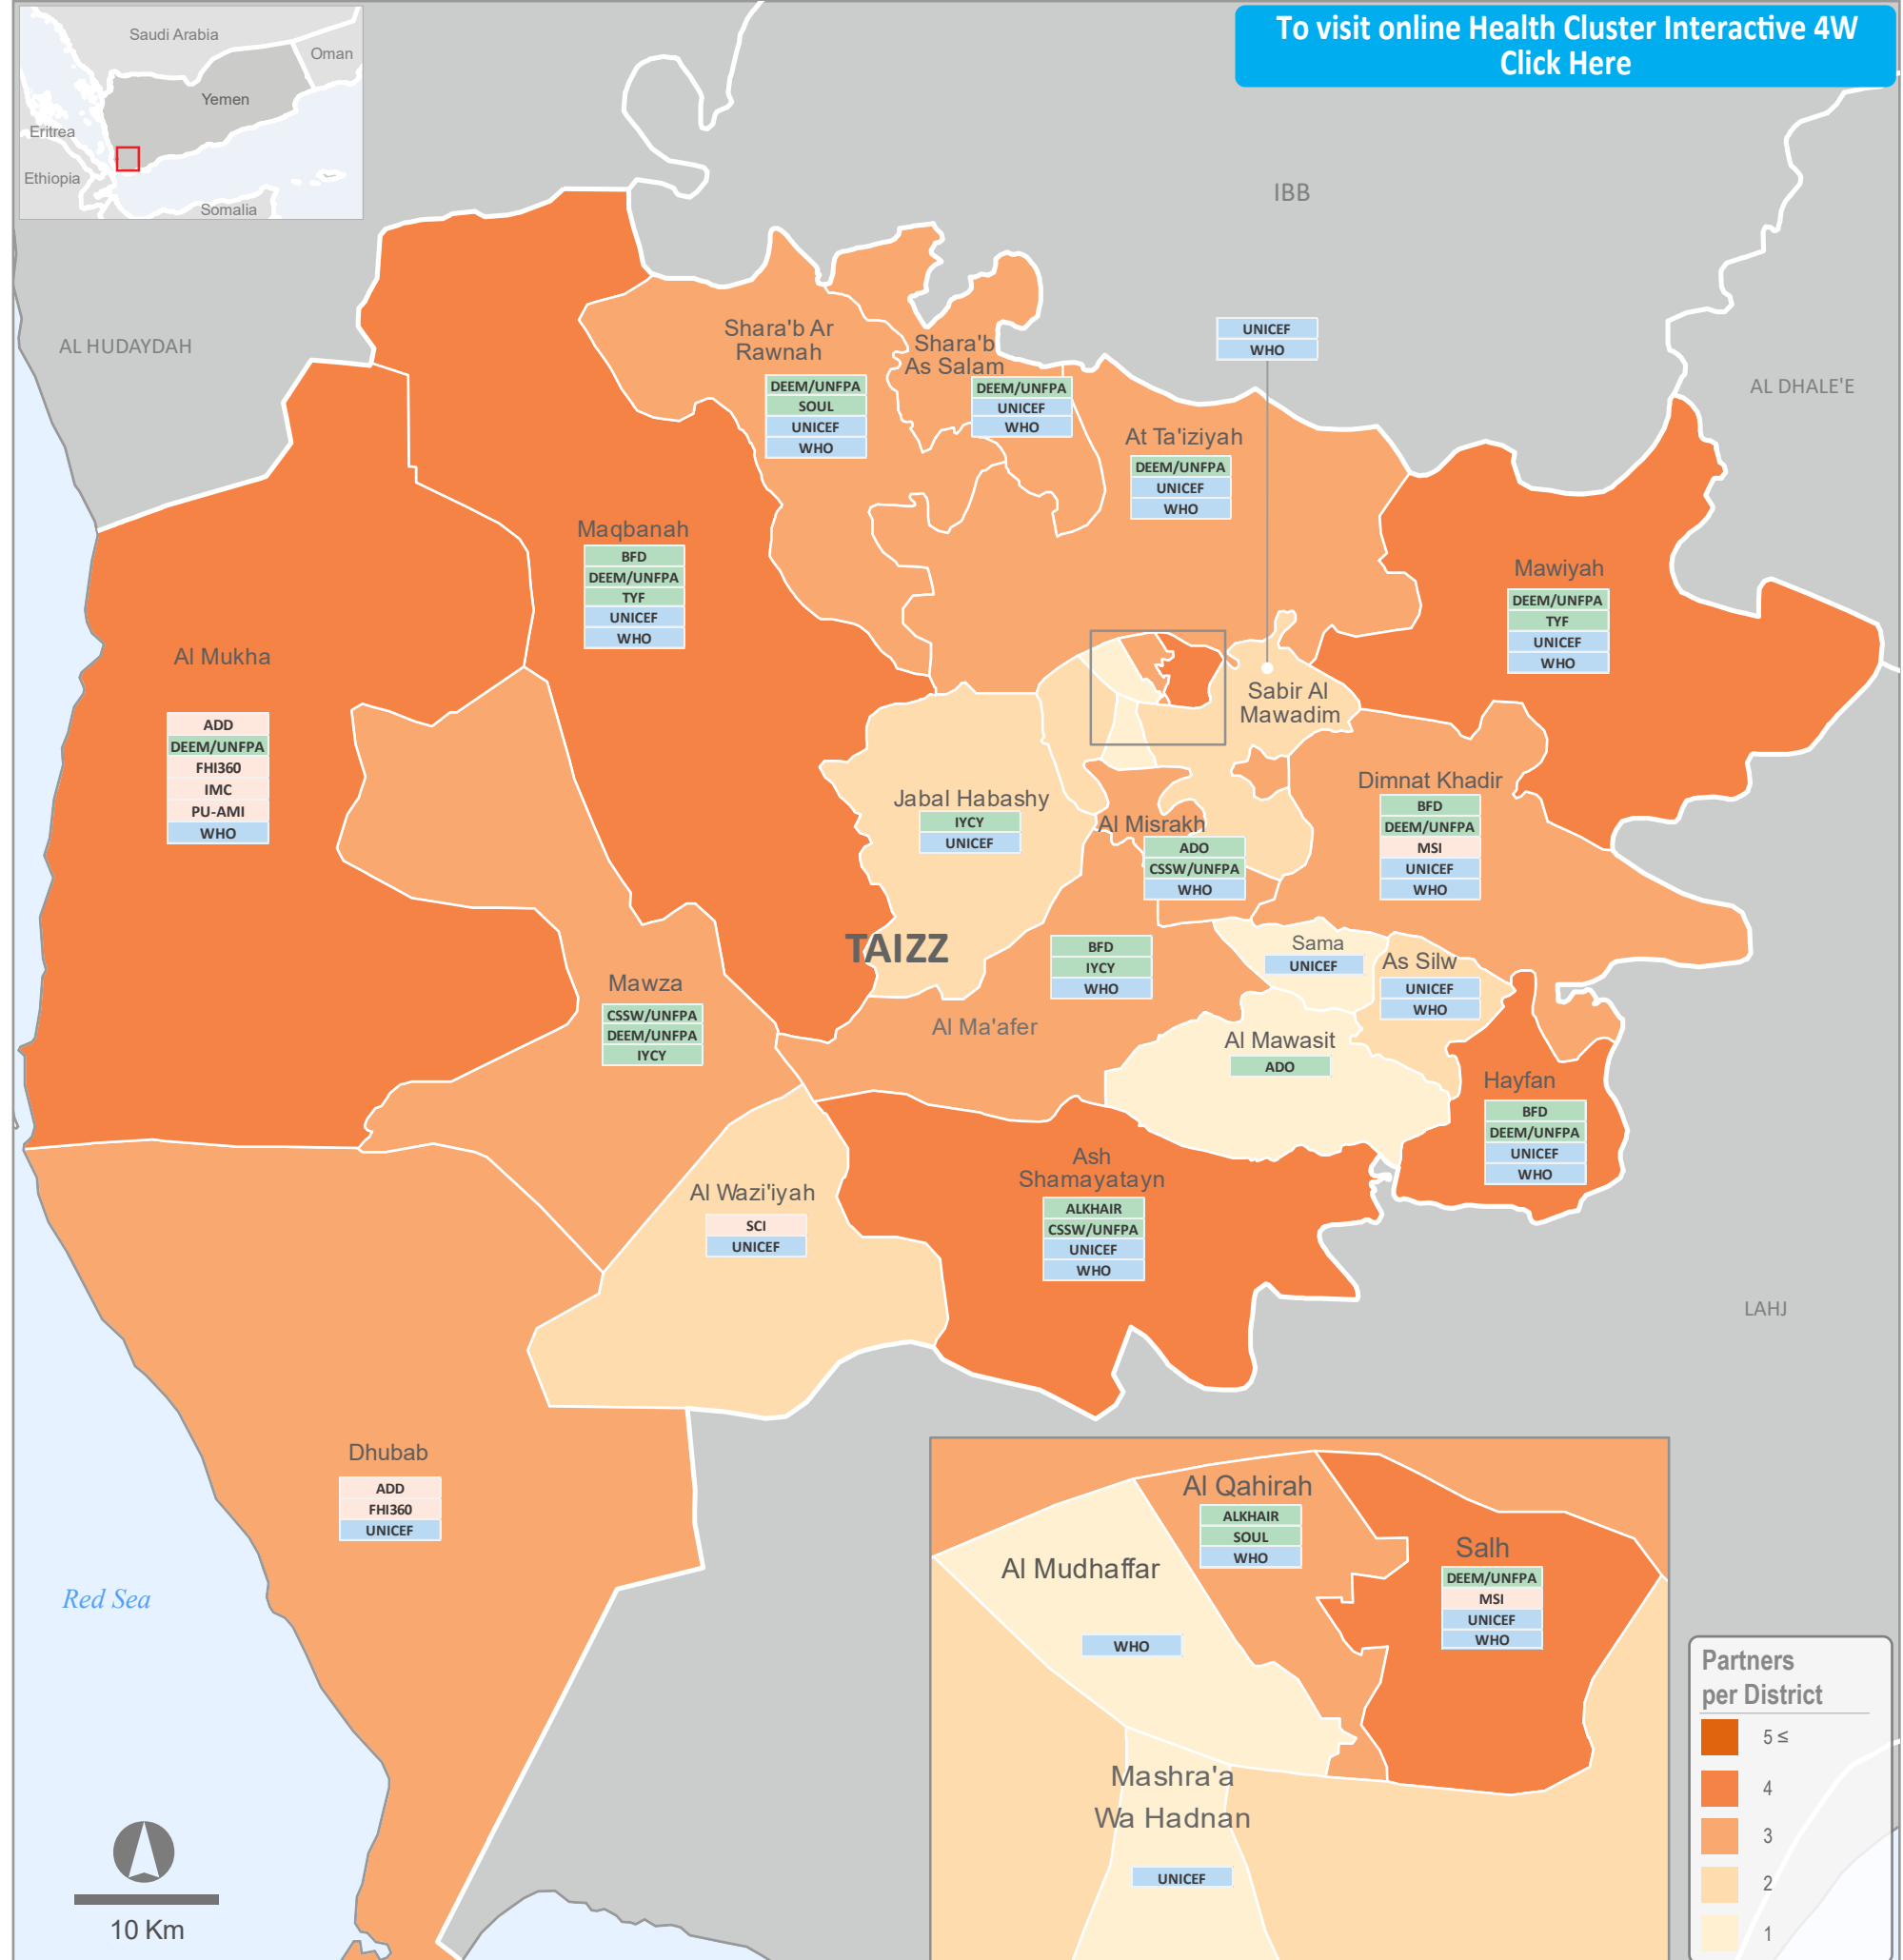 Saudi Arabia
Oman
Yemen
Eritrea
Ethiopia
Somalia
To visit online Health Cluster Interactive 4W
Click Here
IBB
AL HUDAYDAH
AL DHALE'E
LAHJ
Shara'b Ar
Rawnah
DEEM/UNFPA
SOUL
UNICEF
WHO
Shara'b
As Salam
DEEM/UNFPA
UNICEF
WHO
UNICEF
WHO
At Ta'iziyah
DEEM/UNFPA
UNICEF
WHO
Maqbanah
BFD
DEEM/UNFPA
TYF
UNICEF
WHO
Mawiyah
DEEM/UNFPA
TYF
UNICEF
WHO
Al Mukha
ADD
DEEM/UNFPA
FHI360
IMC
PU-AMI
WHO
Sabir Al
Mawadim
Jabal Habashy
IYCY
UNICEF
Al Misrakh
ADO
CSSW/UNFPA
WHO
Dimnat Khadir
BFD
DEEM/UNFPA
MSI
UNICEF
WHO
TAIZZ
BFD
IYCY
WHO
Al Ma'afer
Sama
UNICEF
As Silw
UNICEF
WHO
Mawza
CSSW/UNFPA
DEEM/UNFPA
IYCY
Al Mawasit
ADO
Hayfan
BFD
DEEM/UNFPA
UNICEF
WHO
Ash
Shamayatayn
ALKHAIR
CSSW/UNFPA
UNICEF
WHO
Al Wazi'iyah
SCI
UNICEF
Dhubab
ADD
FHI360
UNICEF
Red Sea
10 Km
Al Qahirah
ALKHAIR
SOUL
WHO
Al Mudhaffar
WHO
Salh
DEEM/UNFPA
MSI
UNICEF
WHO
Mashra'a
Wa Hadnan
UNICEF
Partners
per District
5 ≤
4
3
2
1